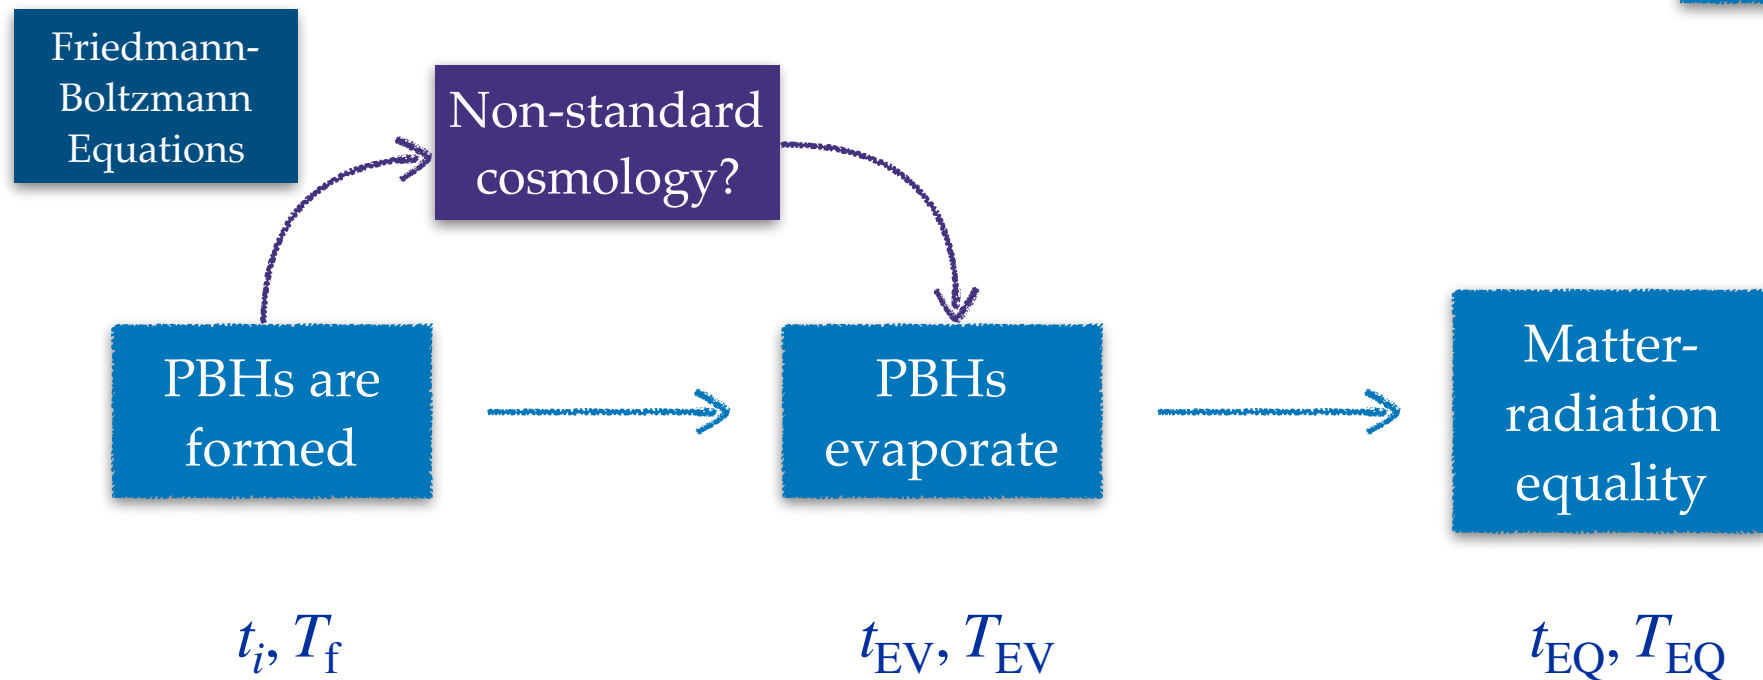 Friedmann-
Boltzmann
Equations
Non-standard
cosmology?
PBHs are
formed
PBHs
evaporate
Matter-
radiation
equality
t_i, T_f
t_EV, T_EV
t_EQ, T_EQ